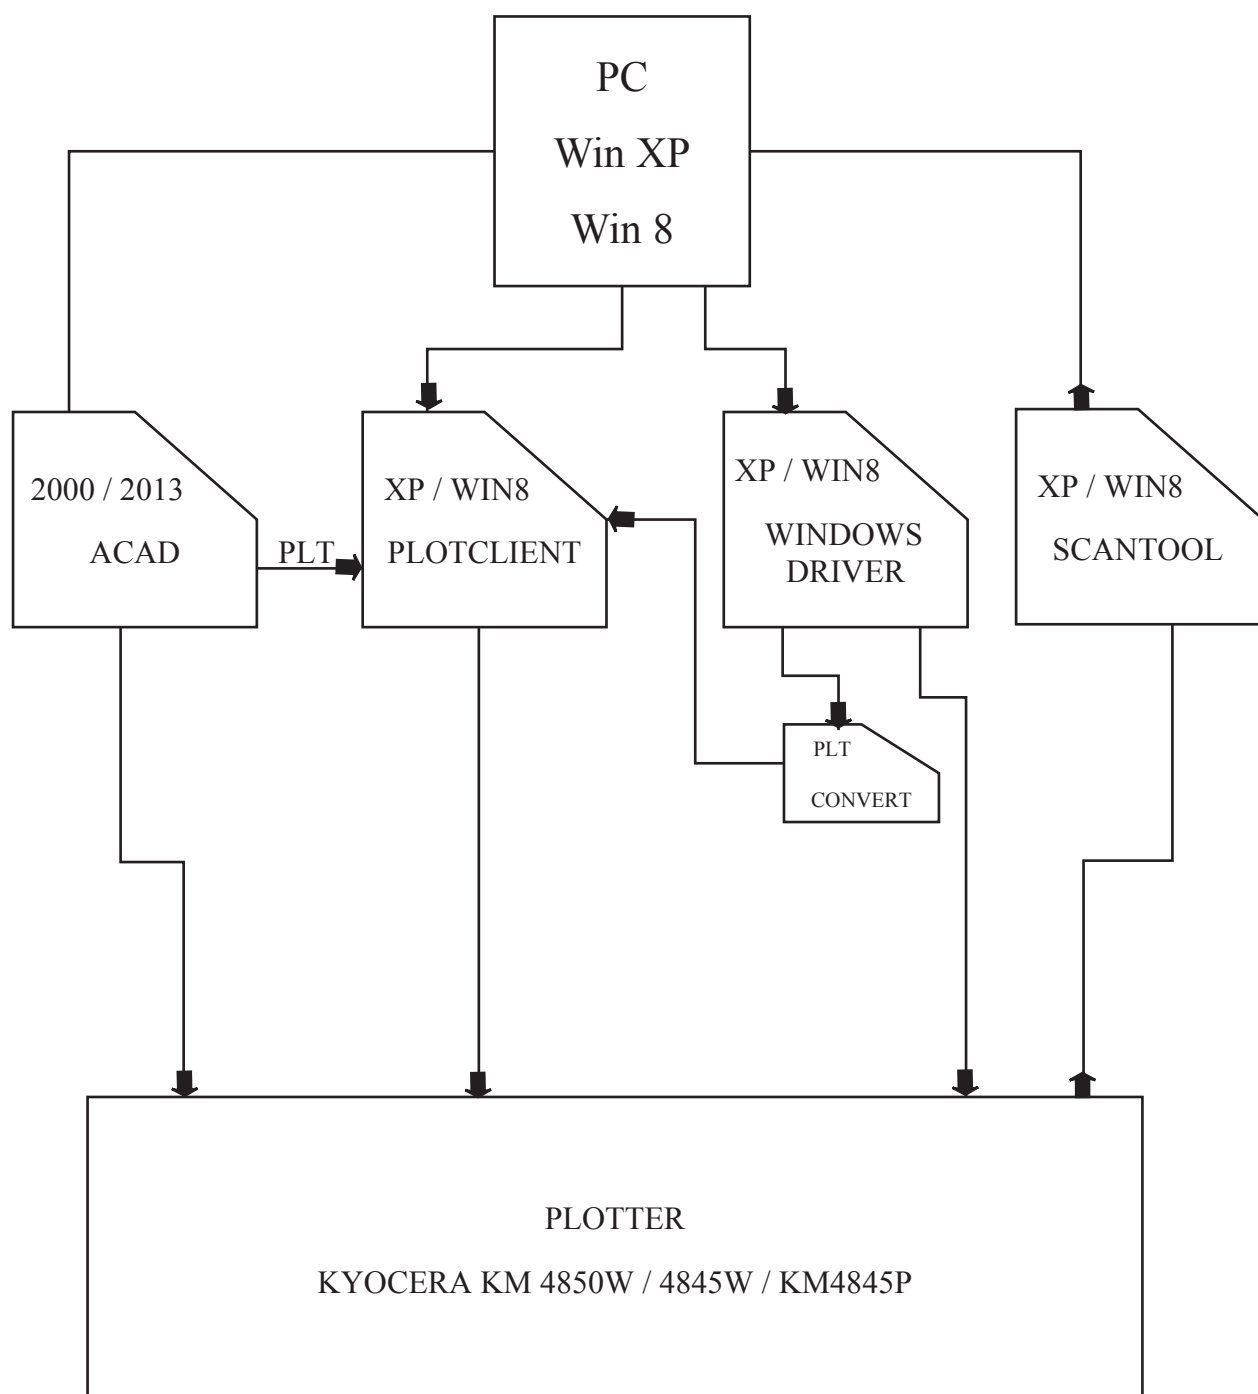 PC
Win XP
Win 8
2000 / 2013
ACAD
PLT
XP / WIN8
PLOTCLIENT
XP / WIN8
WINDOWS
DRIVER
XP / WIN8
SCANTOOL
PLT
CONVERT
PLOTTER
KYOCERA KM 4850W / 4845W / KM4845P